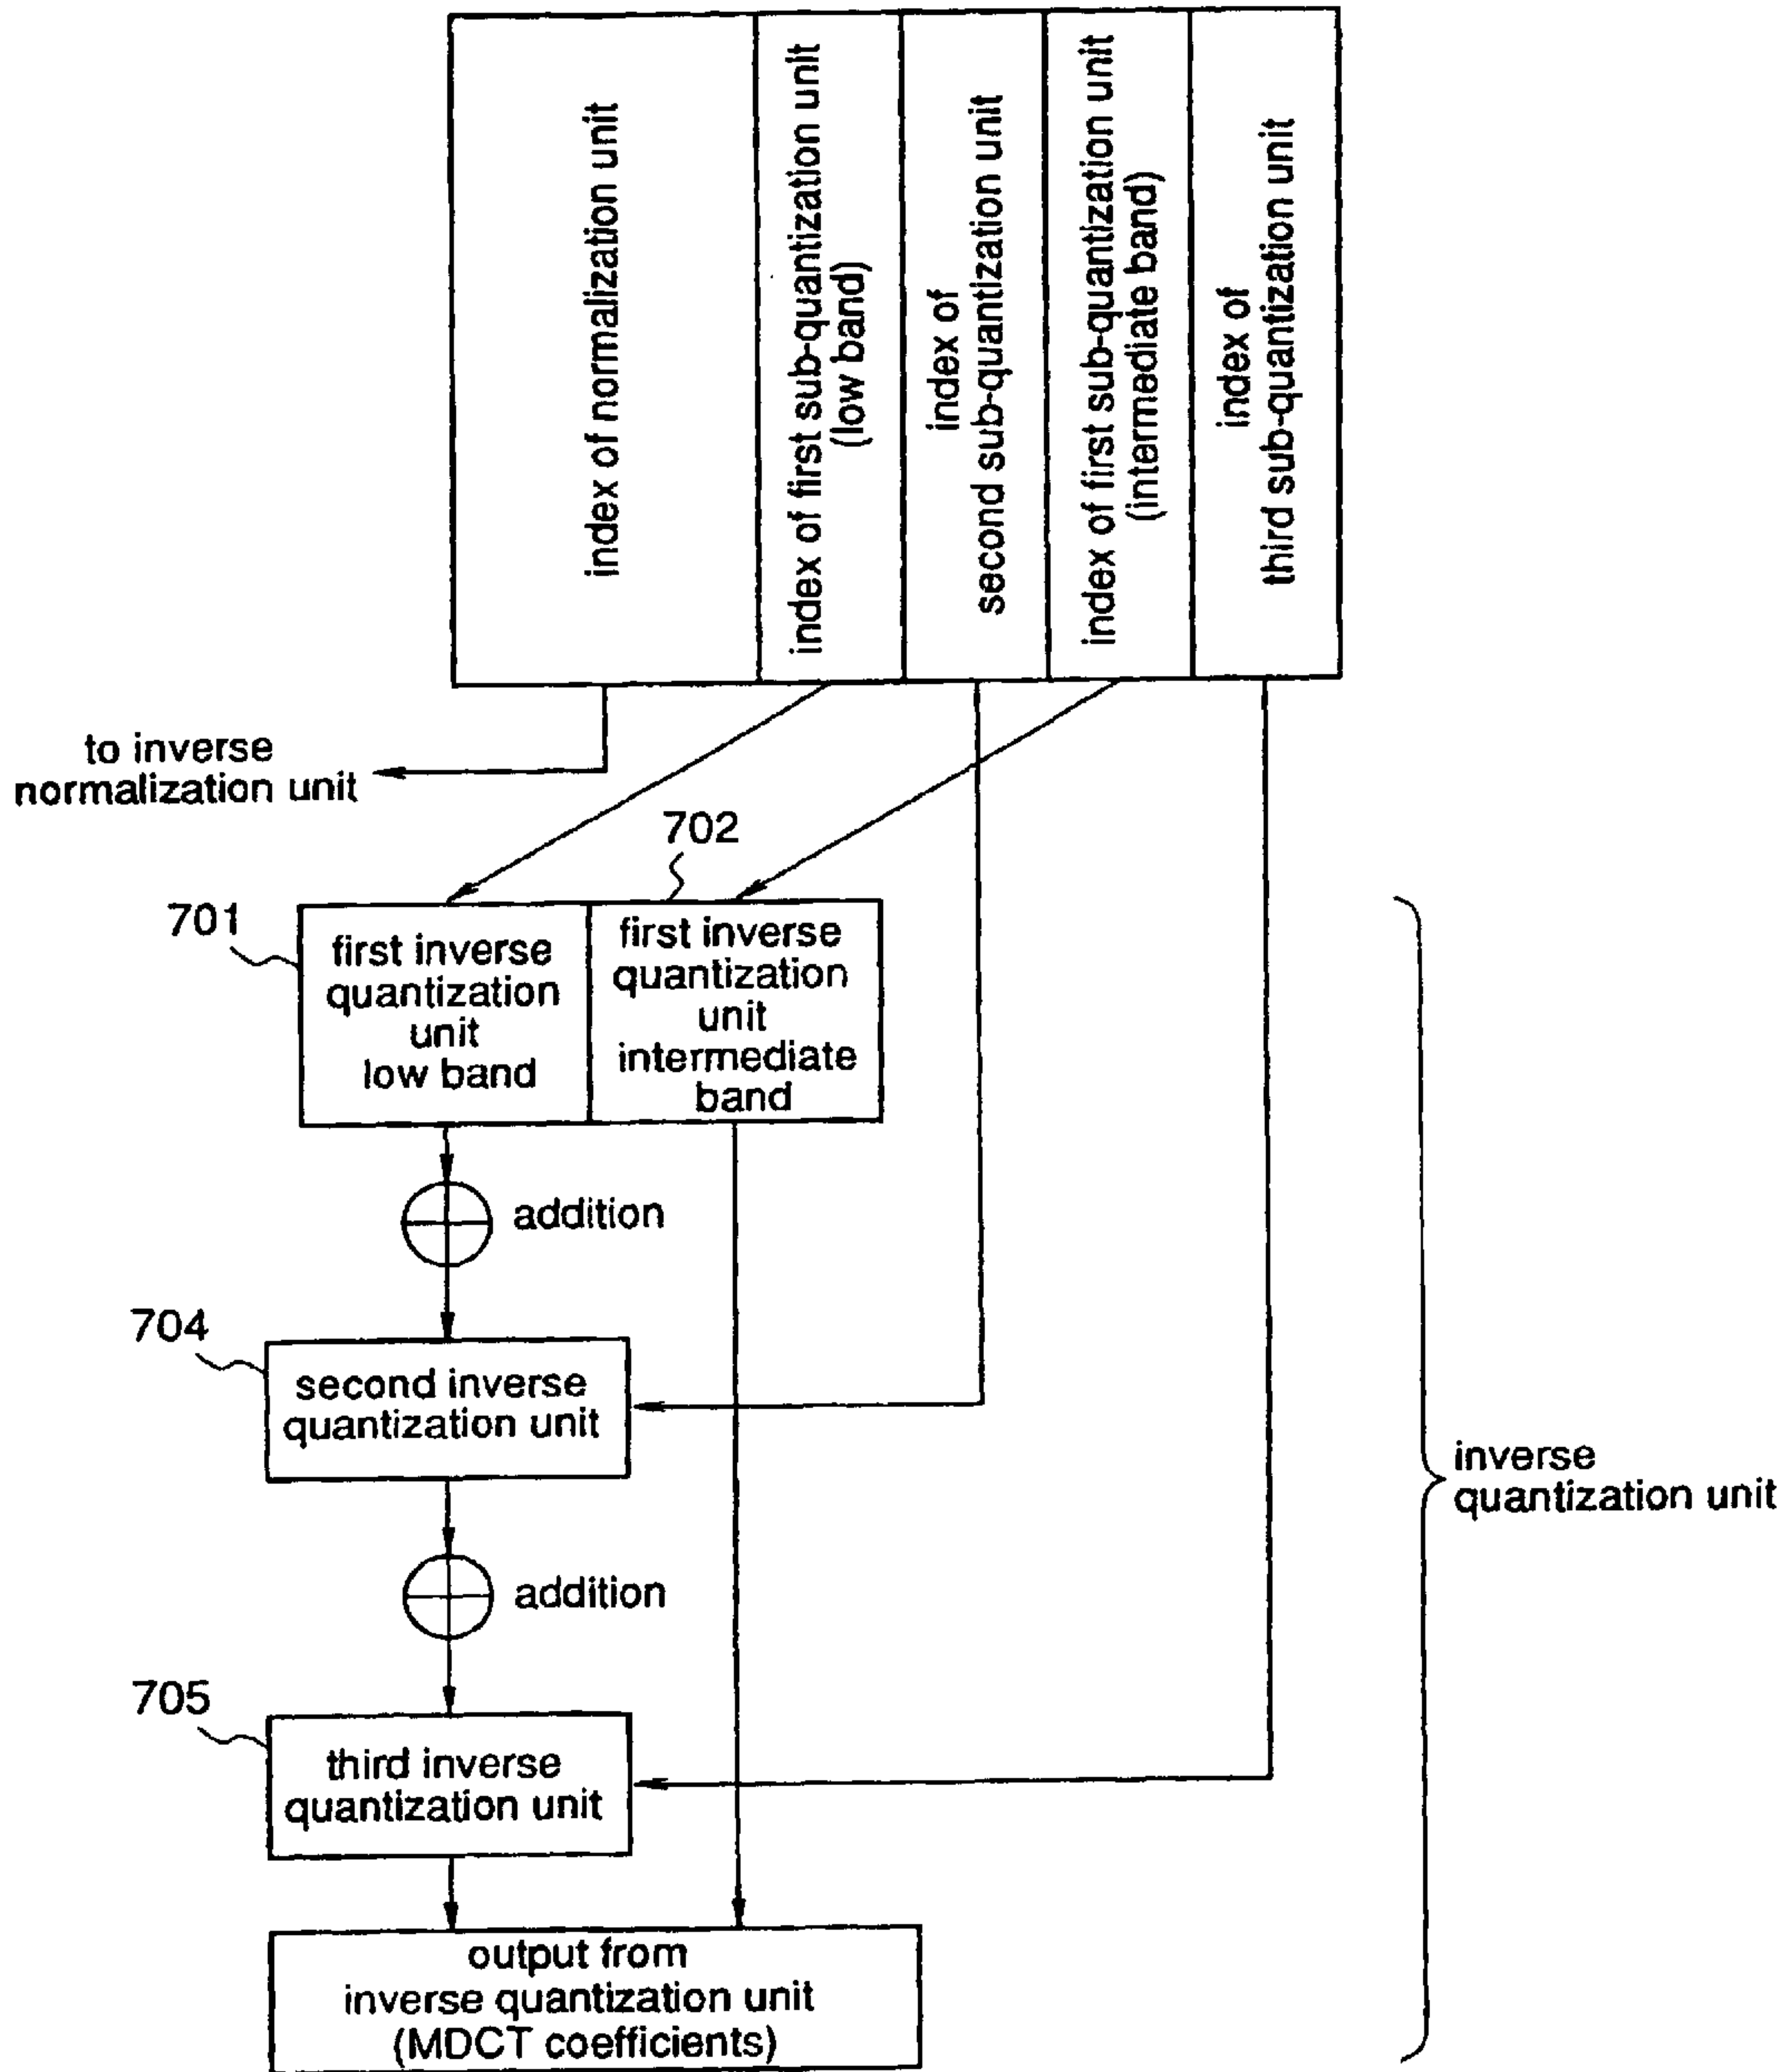 index of normalization unit
index of first sub-quantization unit
(low band)
index of
second sub-quantization unit
index of first sub-quantization unit
(intermediate band)
index of
third sub-quantization unit
to inverse
normalization unit
702
701
first inverse
quantization
unit
low band
first inverse
quantization
unit
intermediate
band
addition
704
second inverse
quantization unit
inverse
quantization unit
addition
705
third inverse
quantization unit
output from
inverse quantization unit
(MDCT coefficients)